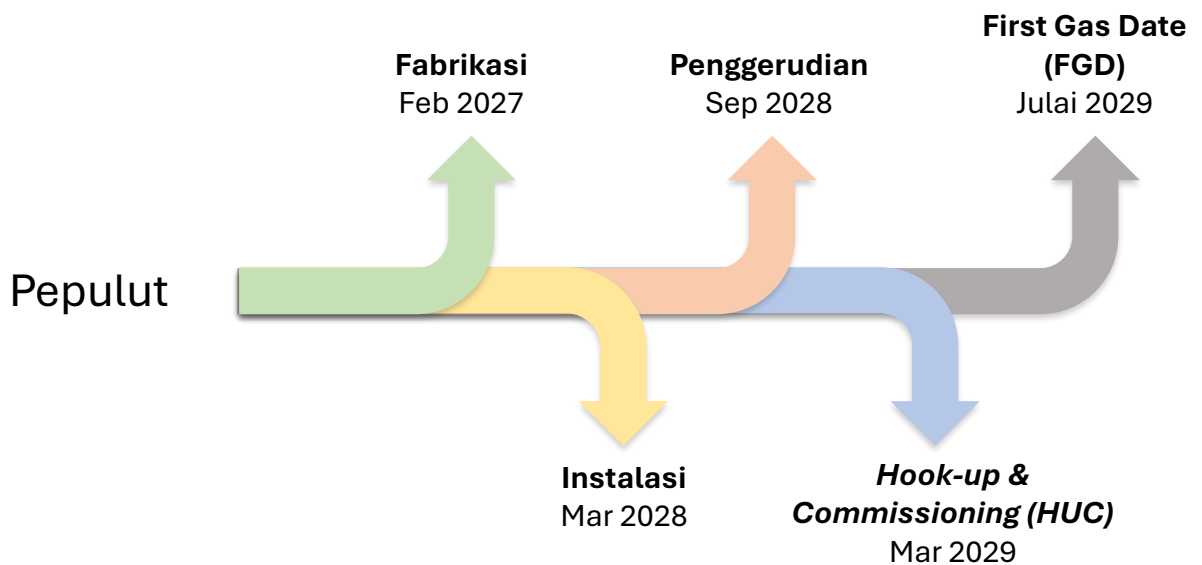 First Gas Date
(FGD)
Julai 2029
Fabrikasi
Feb 2027
Penggerudian
Sep 2028
Pepulut
Instalasi
Mar 2028
Hook-up &
Commissioning (HUC)
Mar 2029